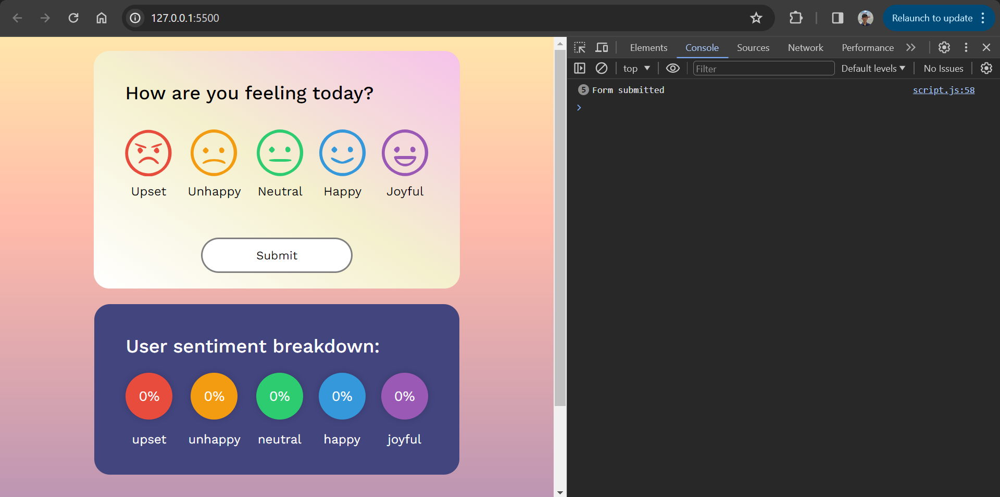 127.0.0.1:5500
Relaunch to update
Elements Console Sources Network Performance
top Filter Default levels No Issues
5 Form submitted script.js:58
How are you feeling today?
Upset Unhappy Neutral Happy Joyful
Submit
User sentiment breakdown:
0% 0% 0% 0% 0%
upset unhappy neutral happy joyful